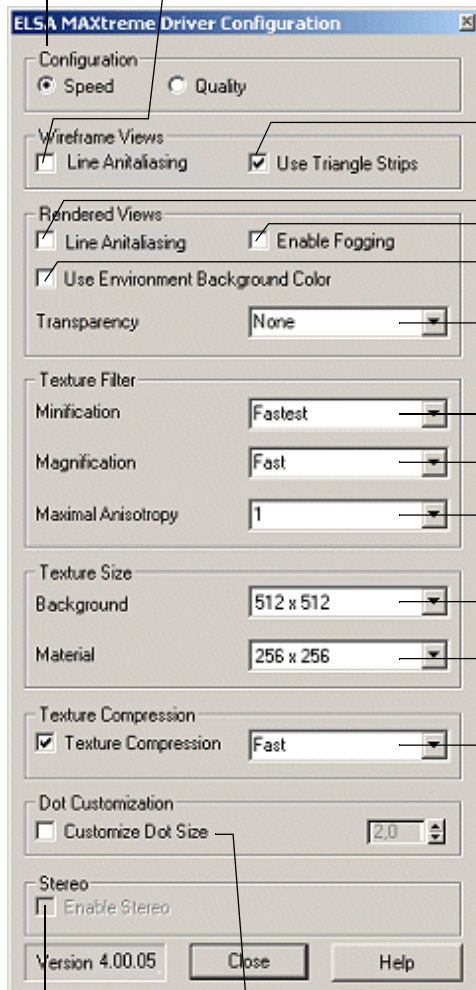 ELSA MAXtreme Driver Configuration
Configuration
Speed Quality
Wireframe Views
Line Anitaliasing Use Triangle Strips
Rendered Views
Line Anitaliasing Enable Fogging
Use Environment Background Color
Transparency None
Texture Filter
Minification Fastest
Magnification Fast
Maximal Anisotropy 1
Texture Size
Background 512 x 512
Material 256 x 256
Texture Compression
Texture Compression Fast
Dot Customization
Customize Dot Size 2,0
Stereo
Enable Stereo
Version 4.00.05 Close Help